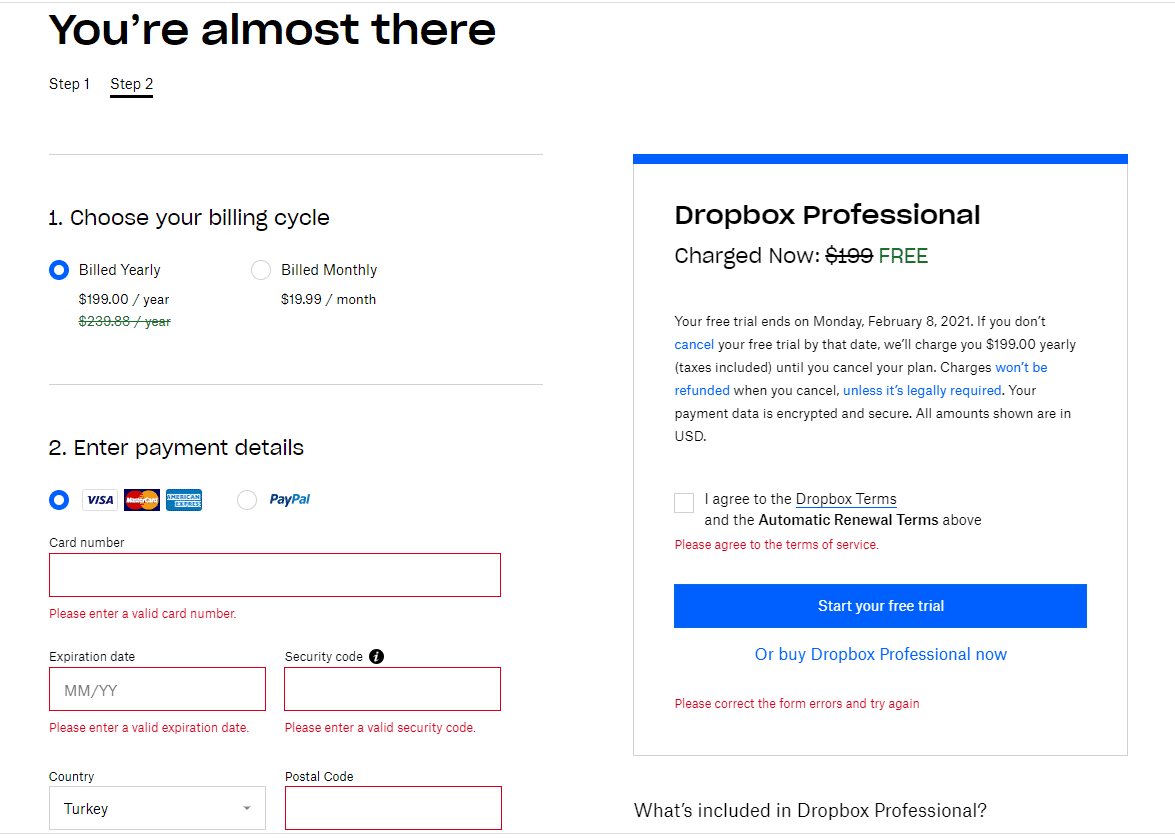 You’re almost there
Step 1 Step 2
1. Choose your billing cycle
Billed Yearly Billed Monthly
$199.00 / year $19.99 / month
$239.88 / year
2. Enter payment details
VISA MasterCard AMERICAN EXPRESS PayPal
Card number
Please enter a valid card number.
Expiration date Security code i
MM/YY
Please enter a valid expiration date. Please enter a valid security code.
Country Postal Code
Turkey
Dropbox Professional
Charged Now: $199 FREE
Your free trial ends on Monday, February 8, 2021. If you don’t
cancel your free trial by that date, we’ll charge you $199.00 yearly
(taxes included) until you cancel your plan. Charges won’t be
refunded when you cancel, unless it’s legally required. Your
payment data is encrypted and secure. All amounts shown are in
USD.
I agree to the Dropbox Terms
and the Automatic Renewal Terms above
Please agree to the terms of service.
Start your free trial
Or buy Dropbox Professional now
Please correct the form errors and try again
What’s included in Dropbox Professional?